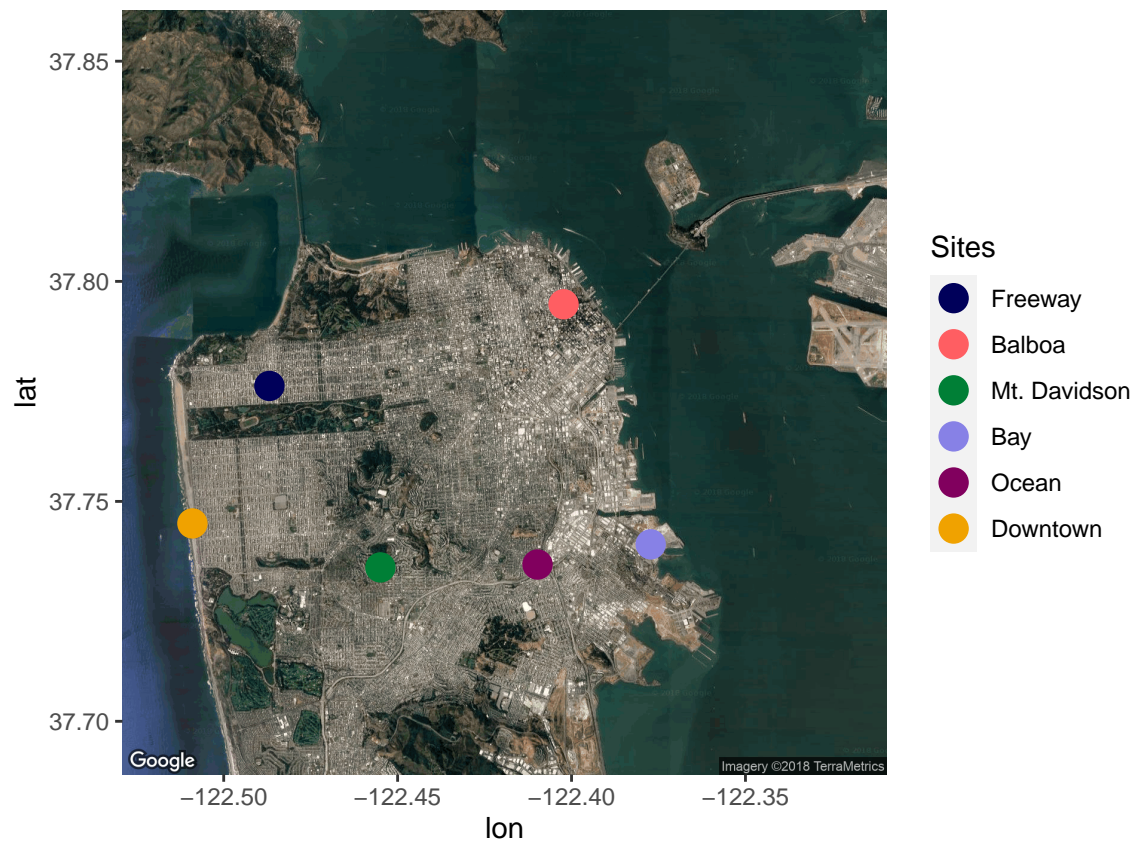 37.85
37.80
37.75
37.70
lat
−122.50
−122.45
−122.40
−122.35
lon
Google
Imagery ©2018 TerraMetrics
Sites
Freeway
Balboa
Mt. Davidson
Bay
Ocean
Downtown